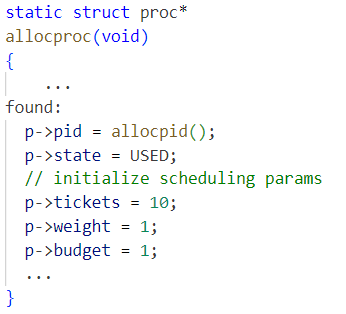 static struct proc*
allocproc(void)
{
    ...
found:
  p->pid = allocpid();
  p->state = USED;
  // initialize scheduling params
  p->tickets = 10;
  p->weight = 1;
  p->budget = 1;
  ...
}